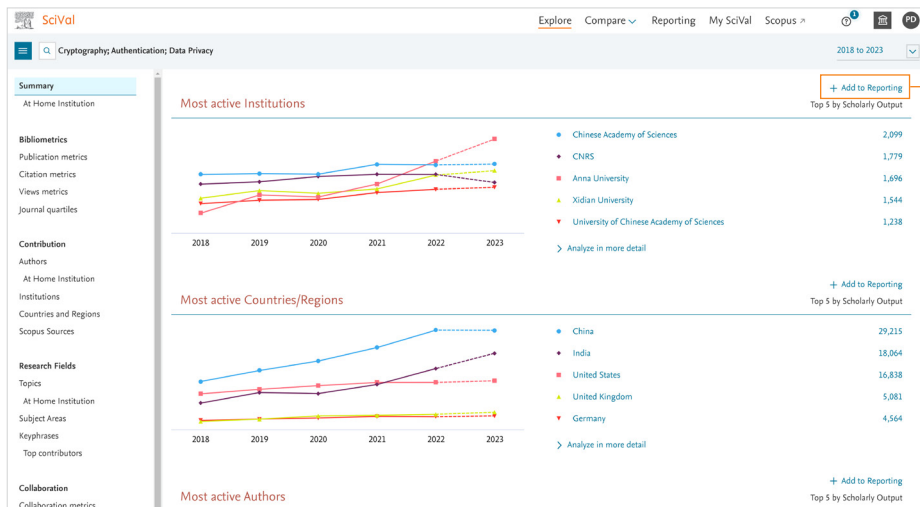 SciVal
Explore Compare Reporting My SciVal Scopus ↗ ? 1 PD
Cryptography; Authentication; Data Privacy
2018 to 2023
Summary
At Home Institution
Bibliometrics
Publication metrics
Citation metrics
Views metrics
Journal quartiles
Contribution
Authors
At Home Institution
Institutions
Countries and Regions
Scopus Sources
Research Fields
Topics
At Home Institution
Subject Areas
Keyphrases
Top contributors
Collaboration
Collaboration metrics
+ Add to Reporting
Most active Institutions
Top 5 by Scholarly Output
2018 2019 2020 2021 2022 2023
Chinese Academy of Sciences 2,099
CNRS 1,779
Anna University 1,696
Xidian University 1,544
University of Chinese Academy of Sciences 1,238
Analyze in more detail
+ Add to Reporting
Most active Countries/Regions
Top 5 by Scholarly Output
2018 2019 2020 2021 2022 2023
China 29,215
India 18,064
United States 16,838
United Kingdom 5,081
Germany 4,564
Analyze in more detail
+ Add to Reporting
Most active Authors
Top 5 by Scholarly Output